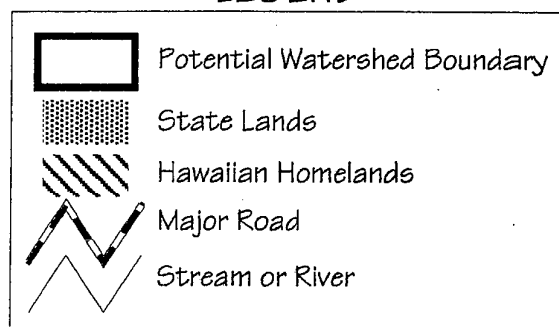 Potential Watershed Boundary
State Lands
Hawaiian Homelands
Major Road
Stream or River